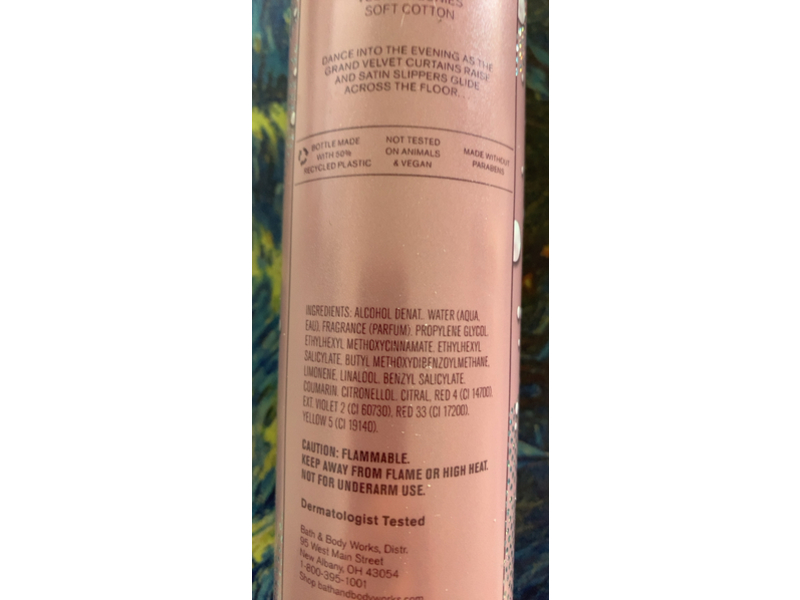 SOFT COTTON
DANCE INTO THE EVENING AS THE
GRAND VELVET CURTAINS RAISE
AND SATIN SLIPPERS GLIDE
ACROSS THE FLOOR...
BOTTLE MADE
WITH 50%
RECYCLED PLASTIC
NOT TESTED
ON ANIMALS
& VEGAN
MADE WITHOUT
PARABENS
INGREDIENTS: ALCOHOL DENAT., WATER (AQUA,
EAU), FRAGRANCE (PARFUM), PROPYLENE GLYCOL,
ETHYLHEXYL METHOXYCINNAMATE, ETHYLHEXYL
SALICYLATE, BUTYL METHOXYDIBENZOYLMETHANE,
LIMONENE, LINALOOL, BENZYL SALICYLATE,
COUMARIN, CITRONELLOL, CITRAL, RED 4 (CI 14700),
EXT. VIOLET 2 (CI 60730), RED 33 (CI 17200),
YELLOW 5 (CI 19140).
CAUTION: FLAMMABLE.
KEEP AWAY FROM FLAME OR HIGH HEAT.
NOT FOR UNDERARM USE.
Dermatologist Tested
Bath & Body Works, Distr.
95 West Main Street
New Albany, OH 43054
1-800-395-1001
Shop bathandbodyworks.com